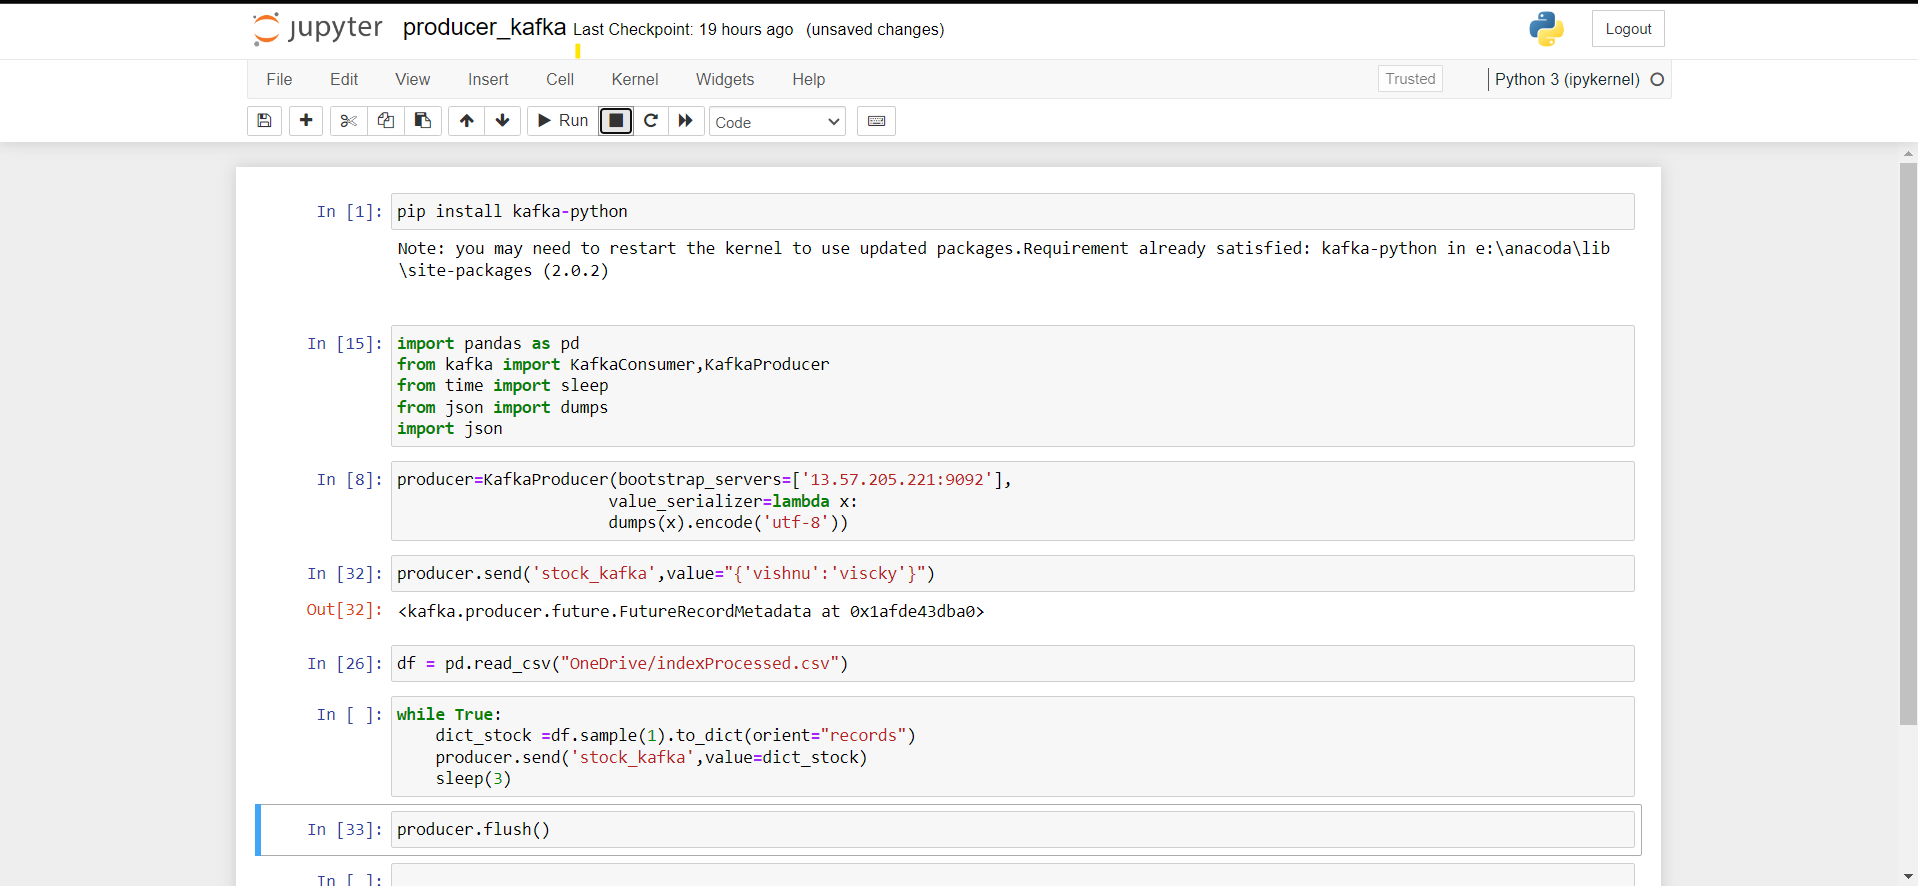 jupyter producer_kafka Last Checkpoint: 19 hours ago (unsaved changes)
Logout
File Edit View Insert Cell Kernel Widgets Help
Trusted
Python 3 (ipykernel)
Run
Code
In [1]: pip install kafka-python
Note: you may need to restart the kernel to use updated packages.Requirement already satisfied: kafka-python in e:\anacoda\lib
\site-packages (2.0.2)
In [15]: import pandas as pd
from kafka import KafkaConsumer,KafkaProducer
from time import sleep
from json import dumps
import json
In [8]: producer=KafkaProducer(bootstrap_servers=['13.57.205.221:9092'],
value_serializer=lambda x:
dumps(x).encode('utf-8'))
In [32]: producer.send('stock_kafka',value="{'vishnu':'viscky'}")
Out[32]: <kafka.producer.future.FutureRecordMetadata at 0x1afde43dba0>
In [26]: df = pd.read_csv("OneDrive/indexProcessed.csv")
In [ ]: while True:
dict_stock =df.sample(1).to_dict(orient="records")
producer.send('stock_kafka',value=dict_stock)
sleep(3)
In [33]: producer.flush()
In [ ]: